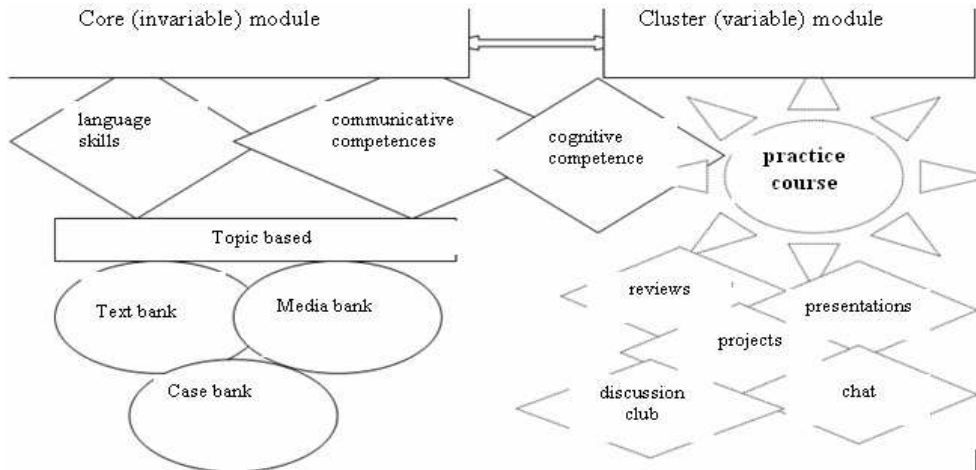 Core (invariable) module
Cluster (variable) module
language
skills
communicative
competences
cognitive
competence
practice
course
Topic based
Text bank
Media bank
Case bank
reviews
presentations
projects
discussion
club
chat